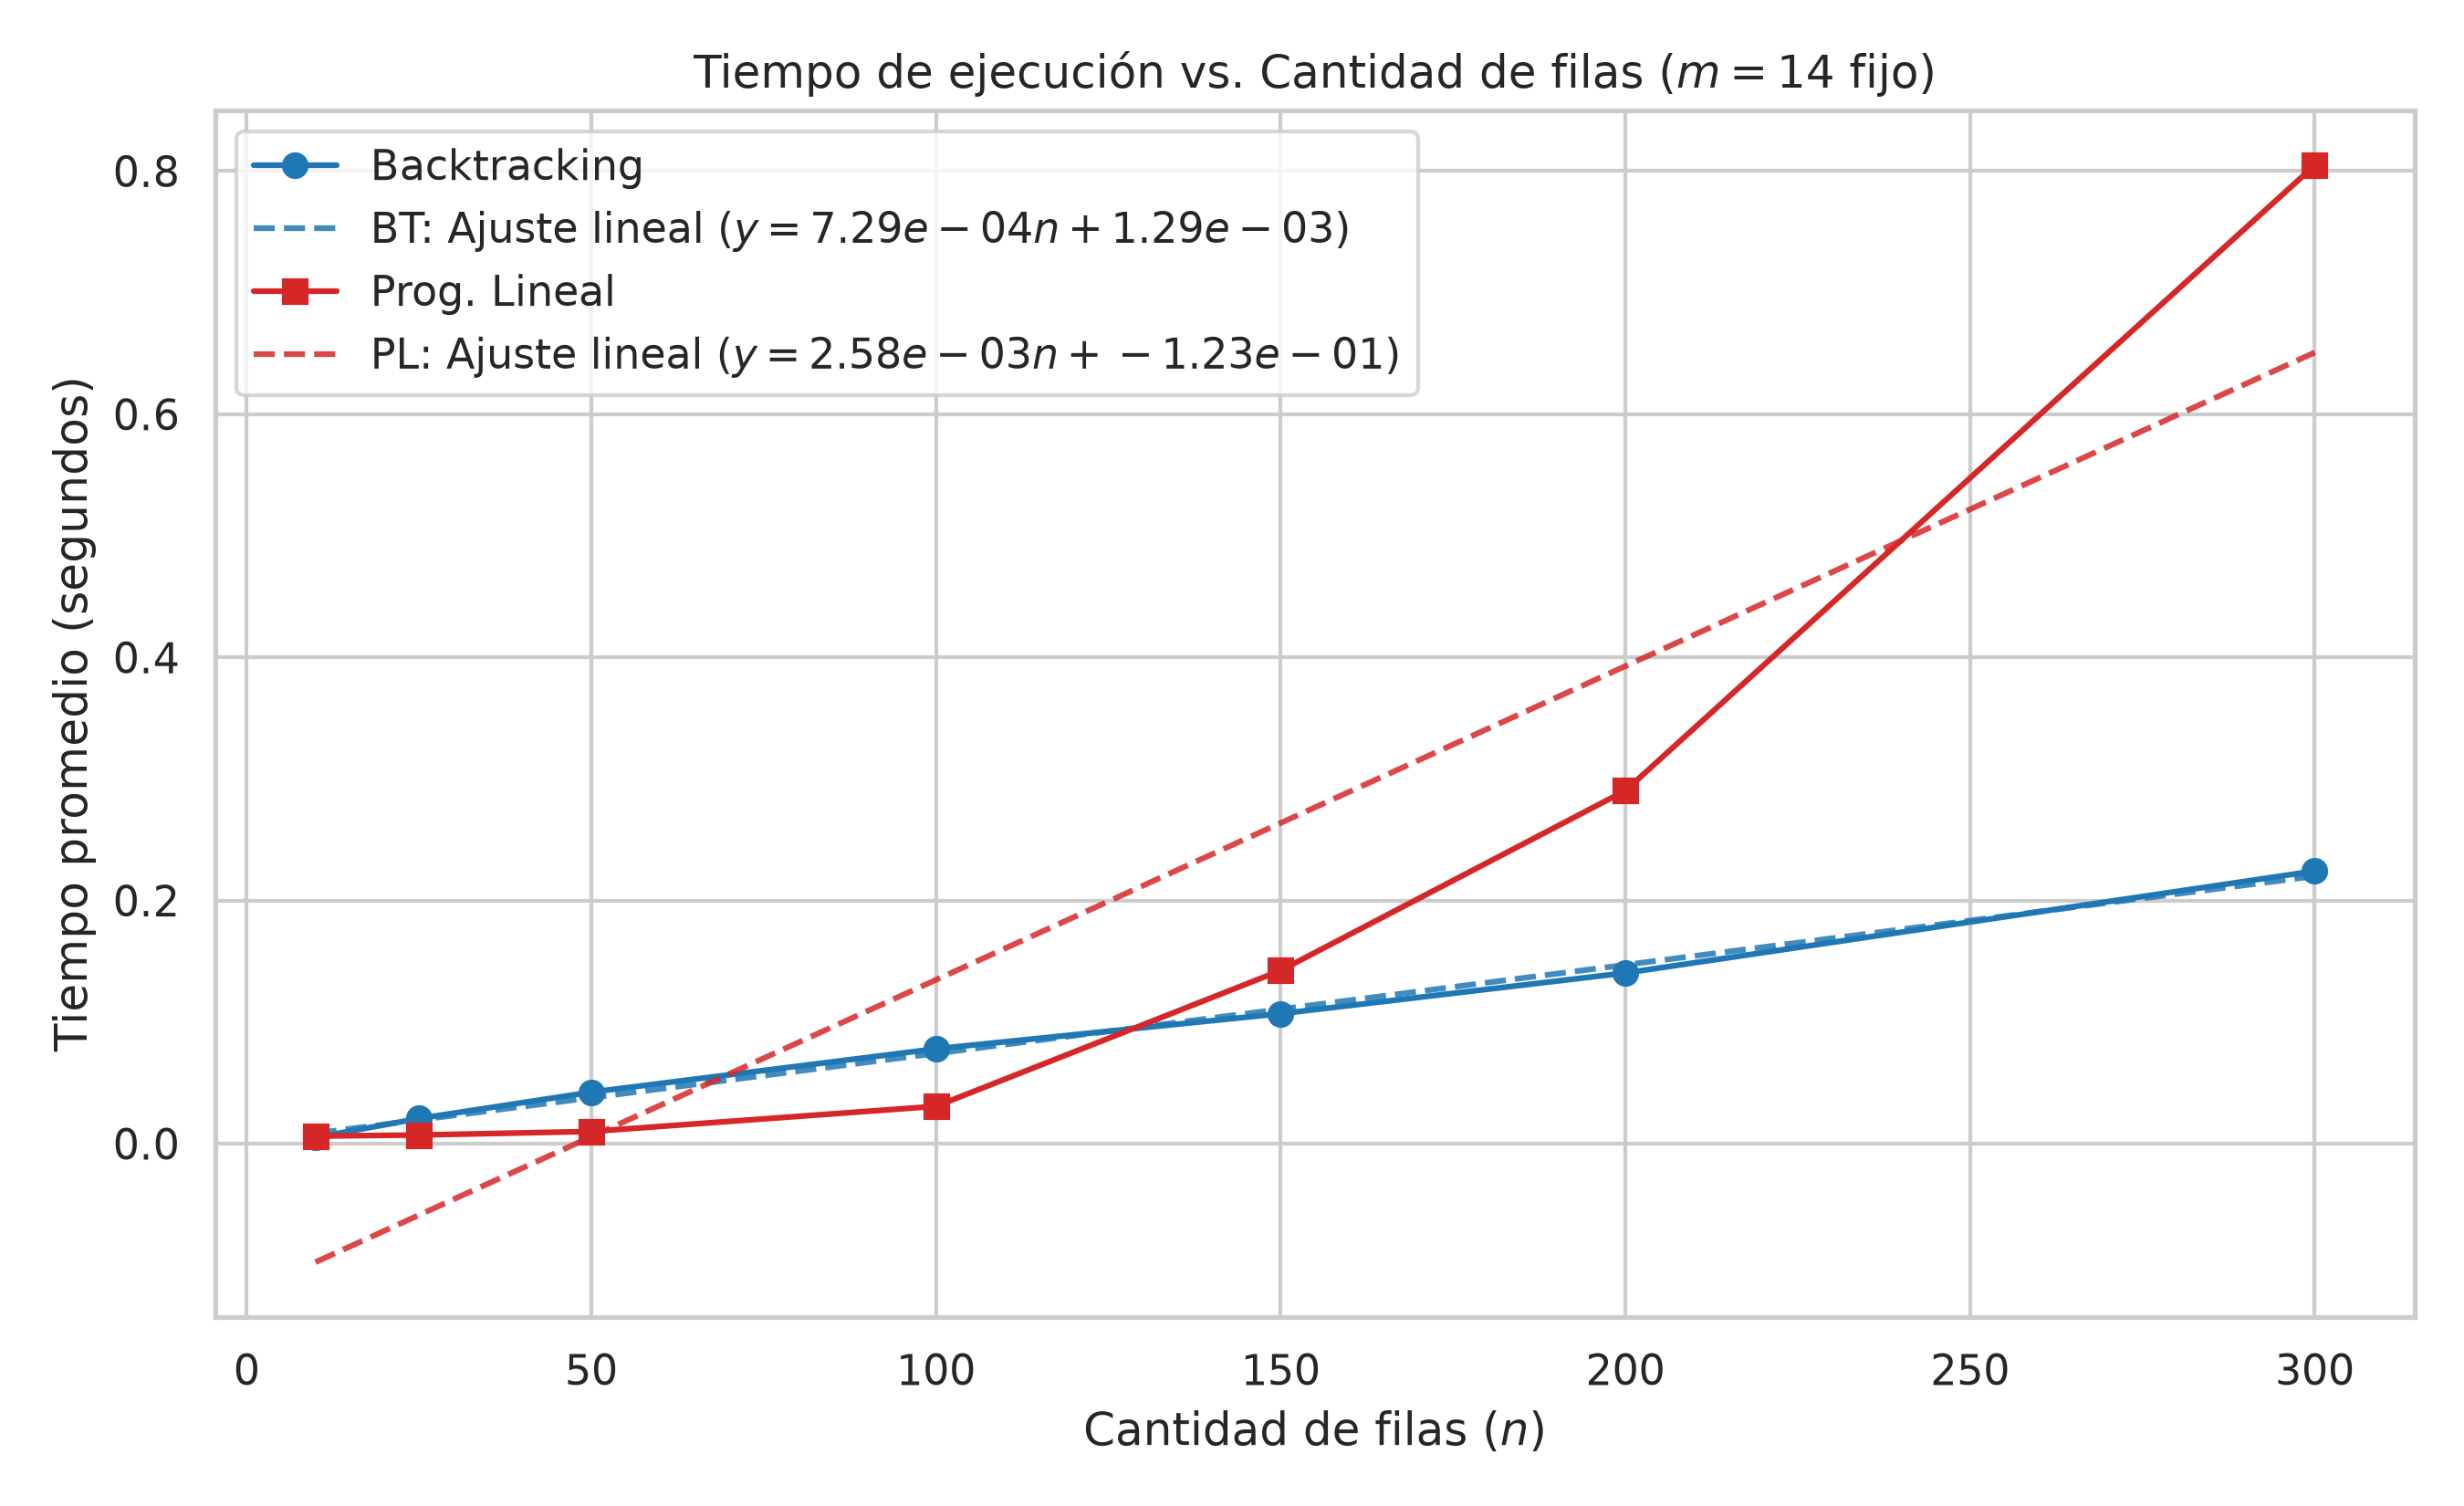 Tiempo de ejecución vs. Cantidad de filas (m = 14 fijo)
Backtracking
BT: Ajuste lineal (y = 7.29e − 04n + 1.29e − 03)
Prog. Lineal
PL: Ajuste lineal (y = 2.58e − 03n + − 1.23e − 01)
Tiempo promedio (segundos)
0.8
0.6
0.4
0.2
0.0
0 50 100 150 200 250 300
Cantidad de filas (n)